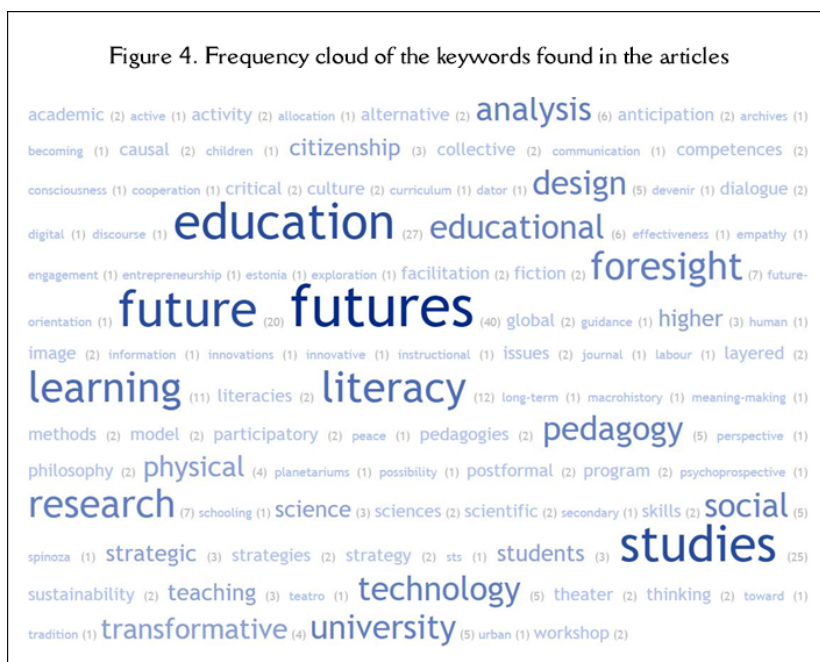 Figure 4. Frequency cloud of the keywords found in the articles
academic (2) active (1) activity (2) allocation (1) alternative (2) analysis (6) anticipation (2) archives (1)
becoming (1) causal (2) children (1) citizenship (3) collective (2) communication (1) competences (2)
consciousness (1) cooperation (1) critical (2) culture (2) curriculum (1) dator (1) design (5) devenir (1) dialogue (2)
digital (1) discourse (1) education (27) educational (6) effectiveness (1) empathy (1)
engagement (1) entrepreneurship (1) estonia (1) exploration (1) facilitation (2) fiction (2) foresight (7) future-
orientation (1) future (20) futures (40) global (2) guidance (1) higher (3) human (1)
image (2) information (1) innovations (1) innovative (1) instructional (1) issues (2) journal (1) labour (1) layered (2)
learning (11) literacies (2) literacy (12) long-term (1) macrohistory (1) meaning-making (1)
methods (2) model (2) participatory (2) peace (1) pedagogies (2) pedagogy (5) perspective (1)
philosophy (2) physical (4) planetariums (1) possibility (1) postformal (2) program (2) psychoprospective (1)
research (7) schooling (1) science (3) sciences (2) scientific (2) secondary (1) skills (2) social (5)
spinoza (1) strategic (3) strategies (2) strategy (2) sts (1) students (3) studies (25)
sustainability (2) teaching (3) teatro (1) technology (5) theater (2) thinking (2) toward (1)
tradition (1) transformative (4) university (5) urban (1) workshop (2)